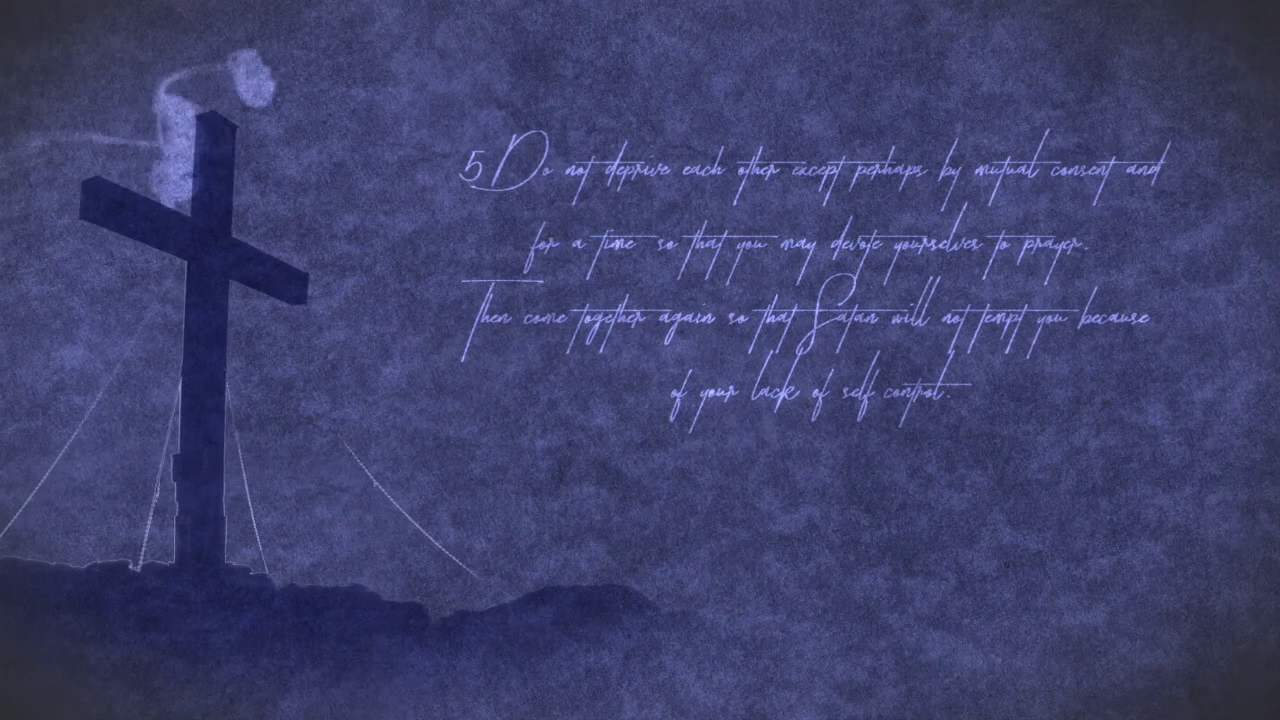 5 Do not deprive each other except perhaps by mutual consent and
for a time so that you may devote yourselves to prayer.
Then come together again so that Satan will not tempt you because
of your lack of self control.